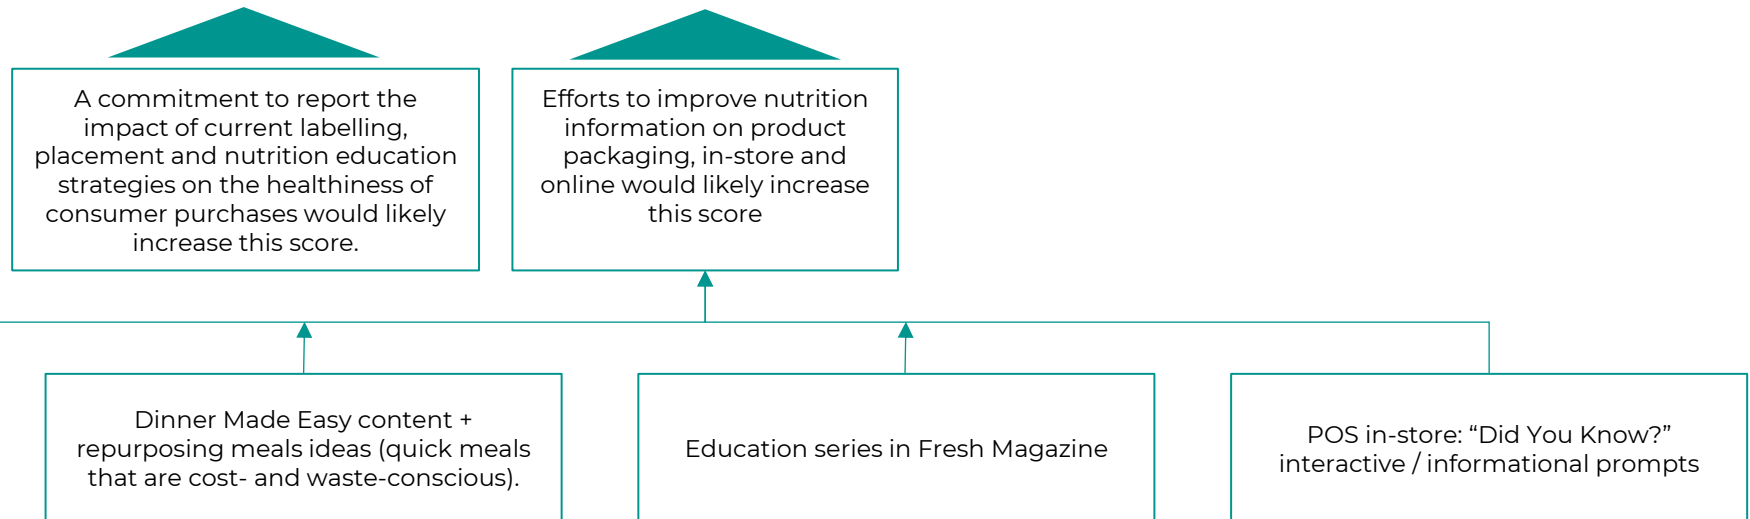 A commitment to report the
impact of current labelling,
placement and nutrition education
strategies on the healthiness of
consumer purchases would likely
increase this score.
Efforts to improve nutrition
information on product
packaging, in-store and
online would likely increase
this score
Dinner Made Easy content +
repurposing meals ideas (quick meals
that are cost- and waste-conscious).
Education series in Fresh Magazine
POS in-store: “Did You Know?”
interactive / informational prompts